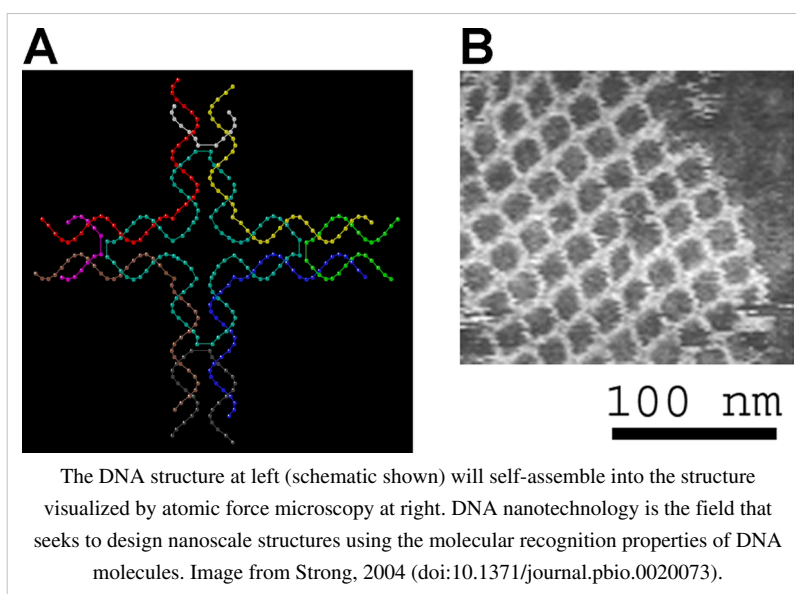 A
B
100 nm
The DNA structure at left (schematic shown) will self-assemble into the structure
visualized by atomic force microscopy at right. DNA nanotechnology is the field that
seeks to design nanoscale structures using the molecular recognition properties of DNA
molecules. Image from Strong, 2004 (doi:10.1371/journal.pbio.0020073).